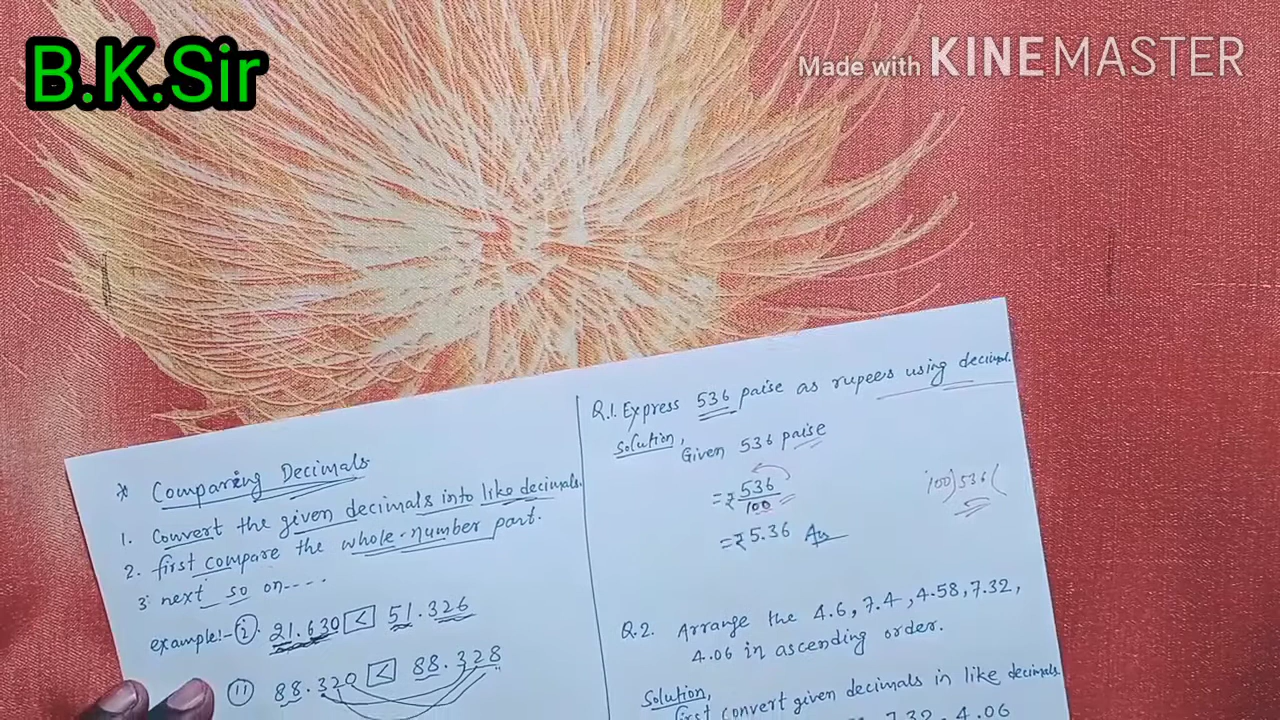 B.K.Sir
Made with KINEMASTER
* Comparing Decimals
1. Convert the given decimals into like decimals.
2. first compare the whole-number part.
3. next so on----
example:- (i). 21.630 < 51.326
(ii) 88.320 < 88.328
Q.1. Express 536 paise as rupees using decimal.
Solution,
Given 536 paise
= ₹ 536/100
100)536(
= ₹ 5.36 Ans
Q.2. Arrange the 4.6, 7.4, 4.58, 7.32,
4.06 in ascending order.
Solution,
first convert given decimals in like decimals
7.32, 4.06